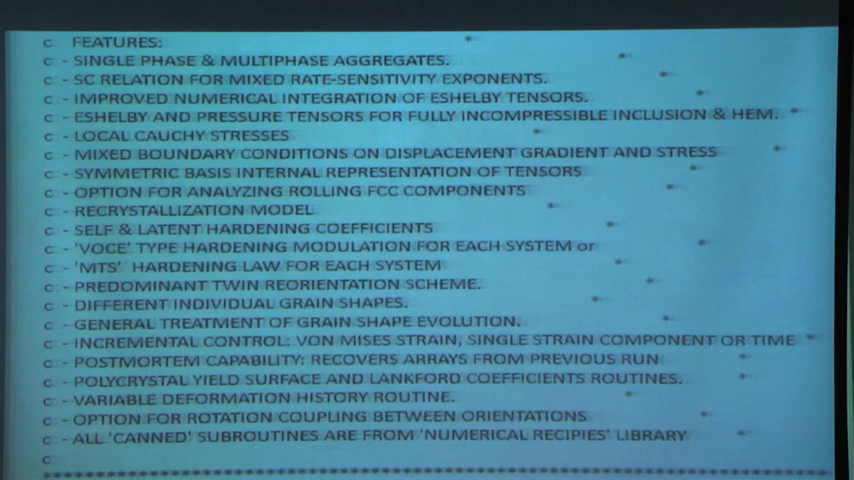 c FEATURES: *
c - SINGLE PHASE & MULTIPHASE AGGREGATES. *
c - SC RELATION FOR MIXED RATE-SENSITIVITY EXPONENTS. *
c - IMPROVED NUMERICAL INTEGRATION OF ESHELBY TENSORS. *
c - ESHELBY AND PRESSURE TENSORS FOR FULLY INCOMPRESSIBLE INCLUSION & HEM. *
c - LOCAL CAUCHY STRESSES *
c - MIXED BOUNDARY CONDITIONS ON DISPLACEMENT GRADIENT AND STRESS *
c - SYMMETRIC BASIS INTERNAL REPRESENTATION OF TENSORS *
c - OPTION FOR ANALYZING ROLLING FCC COMPONENTS *
c - RECRYSTALLIZATION MODEL *
c - SELF & LATENT HARDENING COEFFICIENTS *
c - 'VOCE' TYPE HARDENING MODULATION FOR EACH SYSTEM or *
c - 'MTS' HARDENING LAW FOR EACH SYSTEM *
c - PREDOMINANT TWIN REORIENTATION SCHEME. *
c - DIFFERENT INDIVIDUAL GRAIN SHAPES. *
c - GENERAL TREATMENT OF GRAIN SHAPE EVOLUTION. *
c - INCREMENTAL CONTROL: VON MISES STRAIN, SINGLE STRAIN COMPONENT OR TIME *
c - POSTMORTEM CAPABILITY: RECOVERS ARRAYS FROM PREVIOUS RUN *
c - POLYCRYSTAL YIELD SURFACE AND LANKFORD COEFFICIENTS ROUTINES. *
c - VARIABLE DEFORMATION HISTORY ROUTINE. *
c - OPTION FOR ROTATION COUPLING BETWEEN ORIENTATIONS *
c - ALL 'CANNED' SUBROUTINES ARE FROM 'NUMERICAL RECIPIES' LIBRARY *
c
**********************************************************************